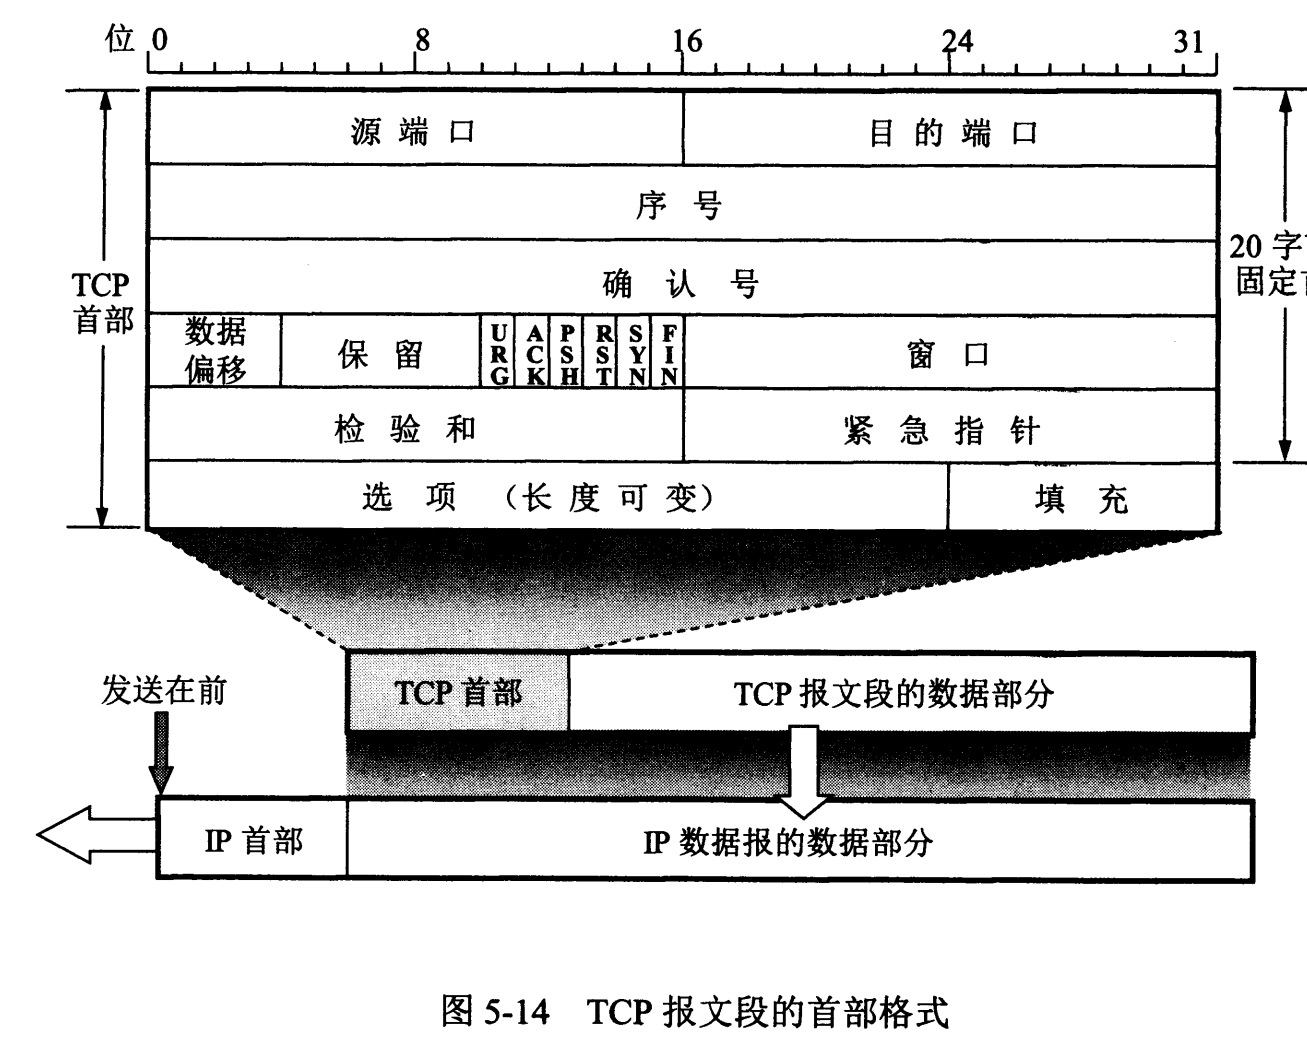 位 0 8 16 24 31
源端口 目的端口
序号
确认号
TCP
首部
20 字
固定
数据
偏移
保留
URG
ACK
PSH
RST
SYN
FIN
窗口
检验和 紧急指针
选项 （长度可变） 填充
TCP 首部 TCP 报文段的数据部分
发送在前
IP 首部 IP 数据报的数据部分
图 5-14 TCP 报文段的首部格式